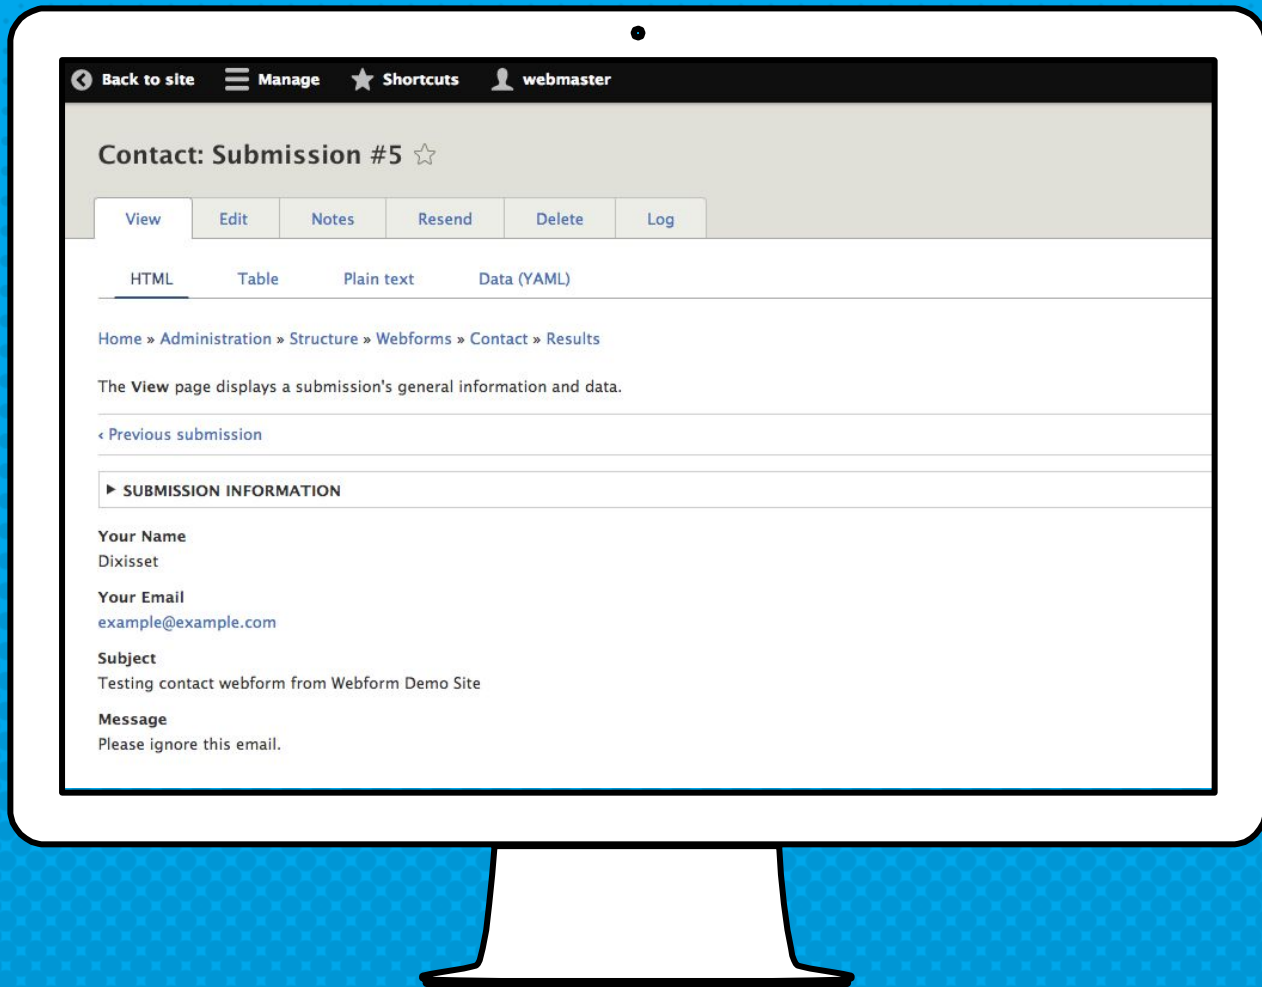 Back to site Manage Shortcuts webmaster
Contact: Submission #5
View Edit Notes Resend Delete Log
HTML Table Plain text Data (YAML)
Home » Administration » Structure » Webforms » Contact » Results
The View page displays a submission's general information and data.
‹ Previous submission
SUBMISSION INFORMATION
Your Name
Dixisset
Your Email
example@example.com
Subject
Testing contact webform from Webform Demo Site
Message
Please ignore this email.